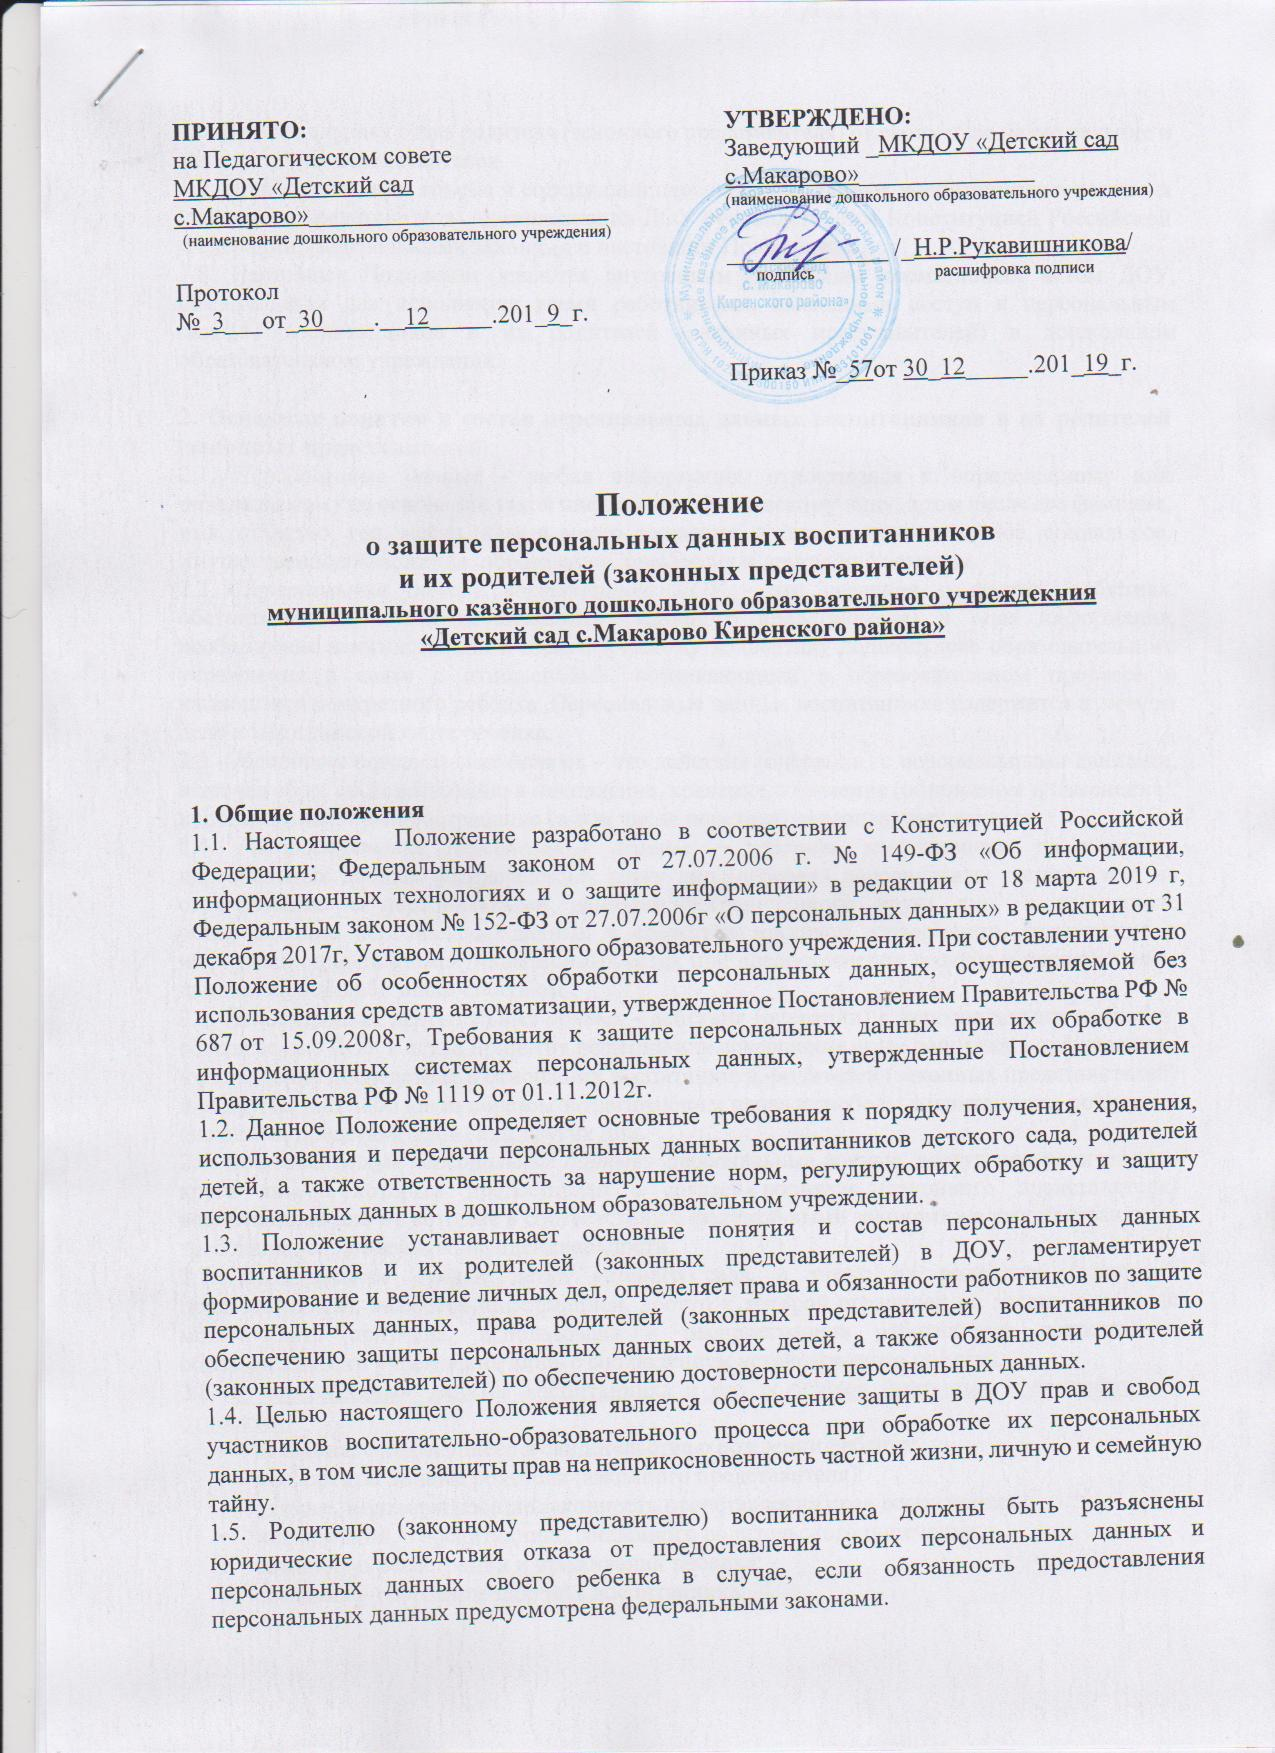 ПРИНЯТО:
на Педагогическом совете
МКДОУ «Детский сад
с.Макарово»________________________
(наименование дошкольного образовательного учреждения)
Протокол
№_3___от_30____.__12_____.201_9_г.
УТВЕРЖДЕНО:
Заведующий _МКДОУ «Детский сад
с.Макарово»______________
(наименование дошкольного образовательного учреждения)
_____________ /_Н.Р.Рукавишникова/
подпись расшифровка подписи
с. Макарово
Киренского района»
Приказ №_57от 30_12_____.201_19_г.
Положение
о защите персональных данных воспитанников
и их родителей (законных представителей)
муниципального казённого дошкольного образовательного учреждекния
«Детский сад с.Макарово Киренского района»
1. Общие положения
1.1. Настоящее Положение разработано в соответствии с Конституцией Российской
Федерации; Федеральным законом от 27.07.2006 г. № 149-ФЗ «Об информации,
информационных технологиях и о защите информации» в редакции от 18 марта 2019 г,
Федеральным законом № 152-ФЗ от 27.07.2006г «О персональных данных» в редакции от 31
декабря 2017г, Уставом дошкольного образовательного учреждения. При составлении учтено
Положение об особенностях обработки персональных данных, осуществляемой без
использования средств автоматизации, утвержденное Постановлением Правительства РФ №
687 от 15.09.2008г, Требования к защите персональных данных при их обработке в
информационных системах персональных данных, утвержденные Постановлением
Правительства РФ № 1119 от 01.11.2012г.
1.2. Данное Положение определяет основные требования к порядку получения, хранения,
использования и передачи персональных данных воспитанников детского сада, родителей
детей, а также ответственность за нарушение норм, регулирующих обработку и защиту
персональных данных в дошкольном образовательном учреждении.
1.3. Положение устанавливает основные понятия и состав персональных данных
воспитанников и их родителей (законных представителей) в ДОУ, регламентирует
формирование и ведение личных дел, определяет права и обязанности работников по защите
персональных данных, права родителей (законных представителей) воспитанников по
обеспечению защиты персональных данных своих детей, а также обязанности родителей
(законных представителей) по обеспечению достоверности персональных данных.
1.4. Целью настоящего Положения является обеспечение защиты в ДОУ прав и свобод
участников воспитательно-образовательного процесса при обработке их персональных
данных, в том числе защиты прав на неприкосновенность частной жизни, личную и семейную
тайну.
1.5. Родителю (законному представителю) воспитанника должны быть разъяснены
юридические последствия отказа от предоставления своих персональных данных и
персональных данных своего ребенка в случае, если обязанность предоставления
персональных данных предусмотрена федеральными законами.